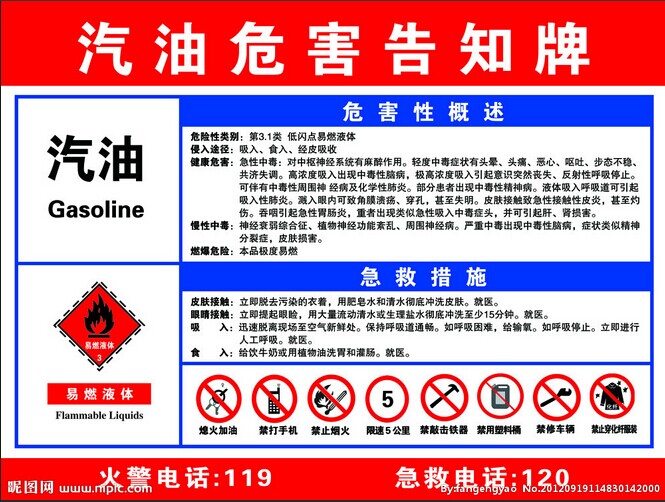 汽油危害告知牌
汽油
Gasoline
危害性概述
危险性类别：第3.1类 低闪点易燃液体
侵入途径：吸入、食入、经皮吸收
健康危害：急性中毒：对中枢神经系统有麻醉作用。轻度中毒症状有头晕、头痛、恶心、呕吐、步态不稳、
共济失调。高浓度吸入出现中毒性脑病，极高浓度吸入引起意识突然丧失、反射性呼吸停止。
可伴有中毒性周围神 经病及化学性肺炎。部分患者出现中毒性精神病。液体吸入呼吸道可引起
吸入性肺炎。溅入眼内可致角膜溃疡、穿孔，甚至失明。皮肤接触致急性接触性皮炎，甚至灼
伤。吞咽引起急性胃肠炎，重者出现类似急性吸入中毒症头，并可引起肝、肾损害。
慢性中毒：神经衰弱综合征、植物神经功能紊乱、周围神经病。严重中毒出现中毒性脑病，症状类似精神
分裂症，皮肤损害。
燃爆危险：本品极度易燃
易燃液体
3
易燃液体
Flammable Liquids
急救措施
皮肤接触：立即脱去污染的衣着，用肥皂水和清水彻底冲洗皮肤。就医。
眼睛接触：立即提起眼睑，用大量流动清水或生理盐水彻底冲洗至少15分钟。就医。
吸 入：迅速脱离现场至空气新鲜处。保持呼吸道通畅。如呼吸困难，给输氧。如呼吸停止。立即进行
人工呼吸。就医。
食 入：给饮牛奶或用植物油洗胃和灌肠。就医。
5
化纤
熄火加油 禁打手机 禁止烟火 限速5公里 禁敲击铁器 禁用塑料桶 禁修车辆 禁止穿化纤服装
火警电话:119 急救电话:120
昵图网 www.nipic.com By:fangengyao No.20120919114830142000